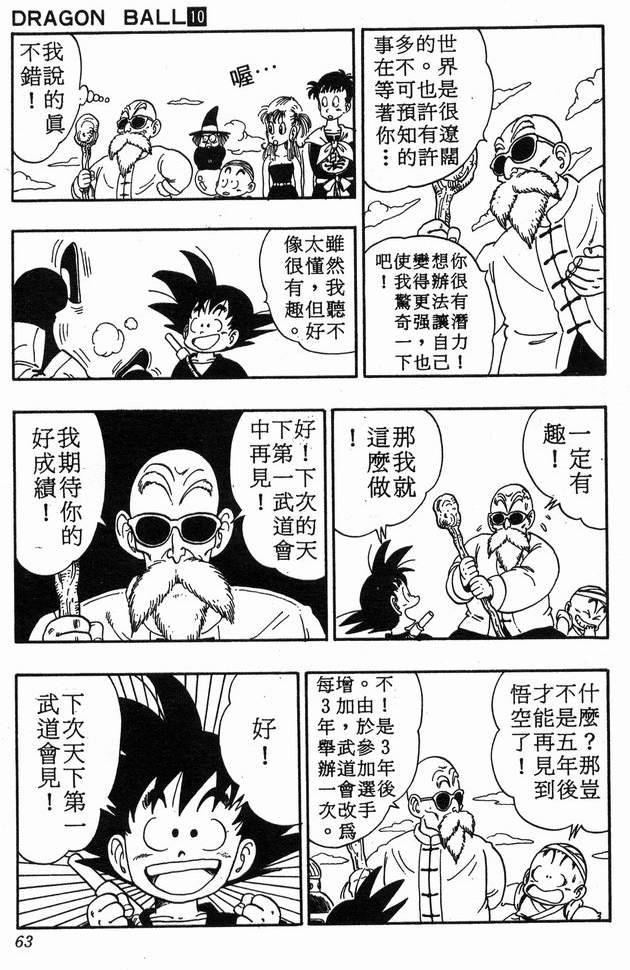 DRAGON BALL 10
世界是很遼闊
的。也許有許
多不可預知的
事在等著你…
你很有潛力！
想辦法讓自己
變得更强，也
使我驚奇一下
吧！
喔…
我說的真
不錯！
雖然我聽不
太懂，但好
像很有趣。
一定有
趣！
那我就
這麼做
！
好！下次的天
下第一武道會
中再見！
我期待你的
好成績！
什麼？那豈
不是五年後
才能再見到
悟空了！
不！是3年後
。由於參加選手
增加，武道會改為
每3年舉辦一次。
好！
下次天下第一
武道會見！
63